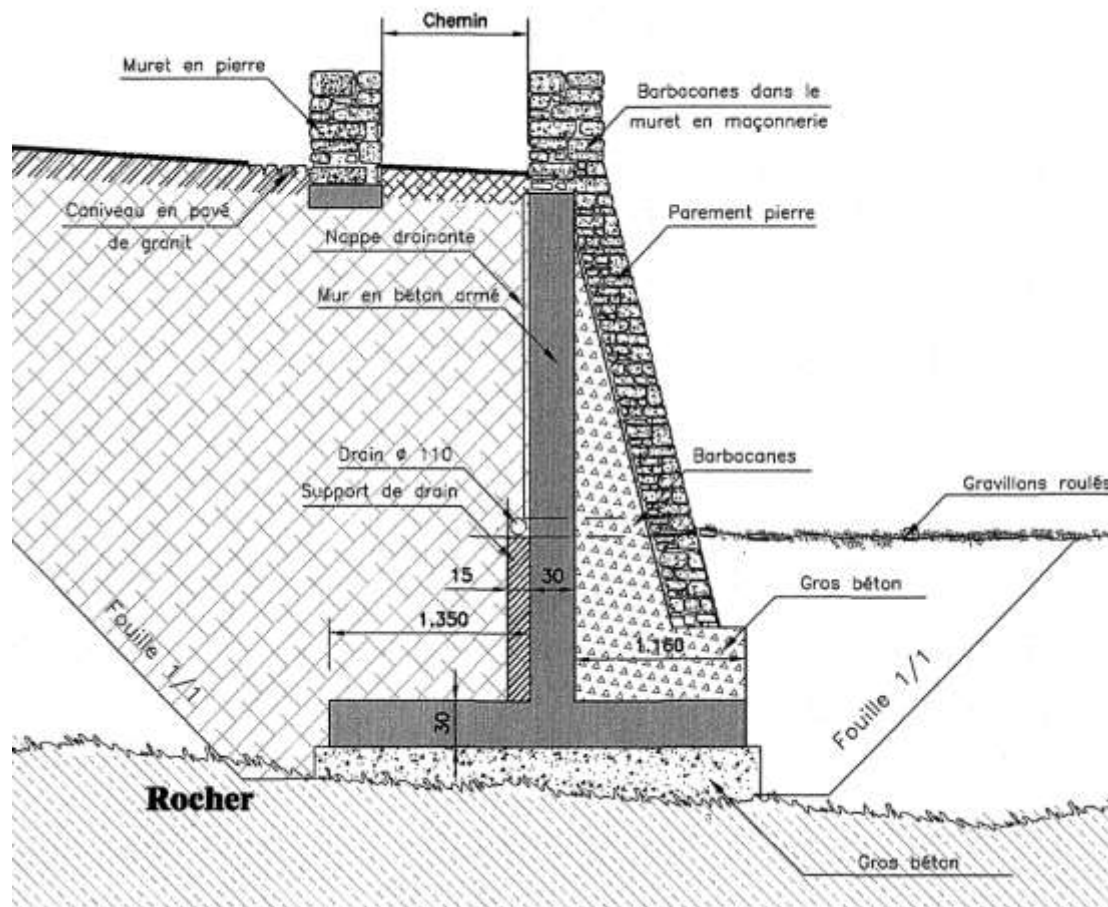 Chemin
Muret en pierre
Barbacanes dans le
muret en maçonnerie
Caniveau en pavé
de granit
Parement pierre
Nappe drainante
Mur en béton armé
Drain ø 110
Support de drain
Barbacanes
Gravillons roulés
15
30
Gros béton
1.350
1.160
Fouille 1/1
Fouille 1/1
30
Rocher
Gros béton